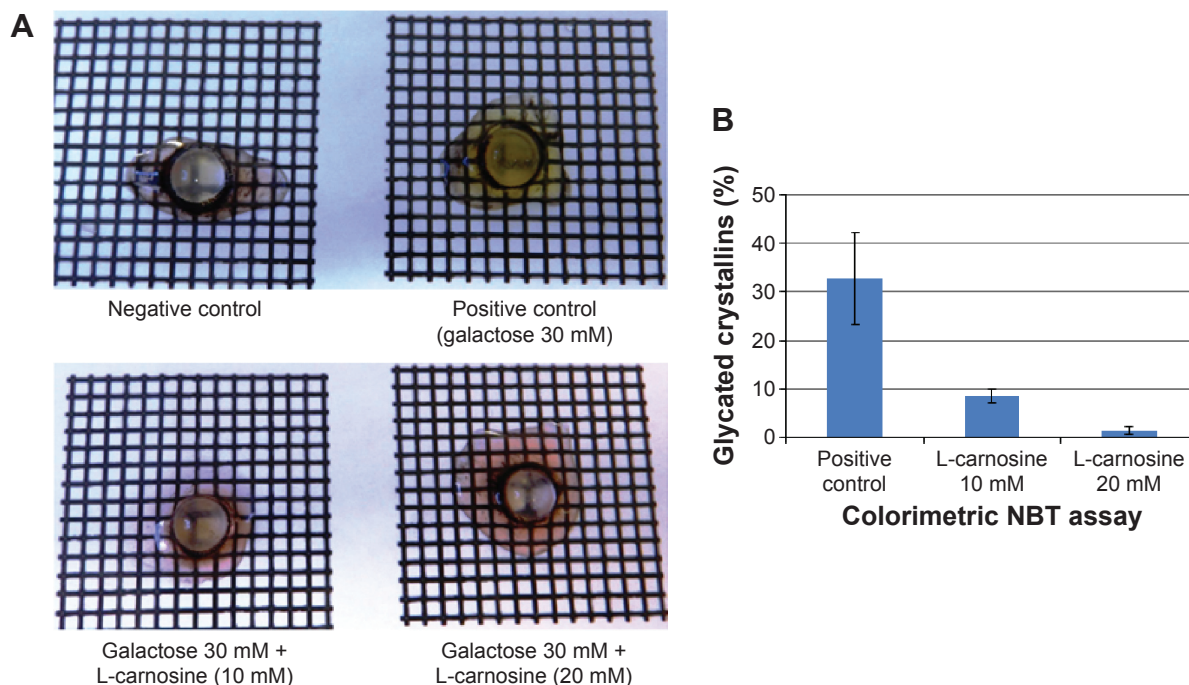 A
Negative control
Positive control
(galactose 30 mM)
Galactose 30 mM +
L-carnosine (10 mM)
Galactose 30 mM +
L-carnosine (20 mM)
B
Glycated crystallins (%)
50
40
30
20
10
0
Positive
control
L-carnosine
10 mM
L-carnosine
20 mM
Colorimetric NBT assay